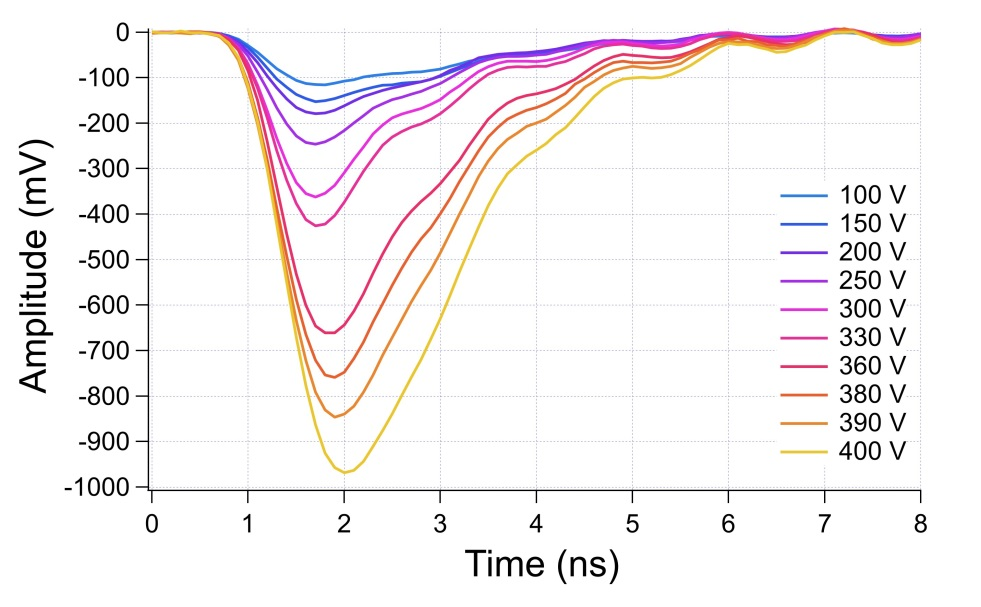 Amplitude (mV)
0
-100
-200
-300
-400
-500
-600
-700
-800
-900
-1000
100 V
150 V
200 V
250 V
300 V
330 V
360 V
380 V
390 V
400 V
0 1 2 3 4 5 6 7 8
Time (ns)